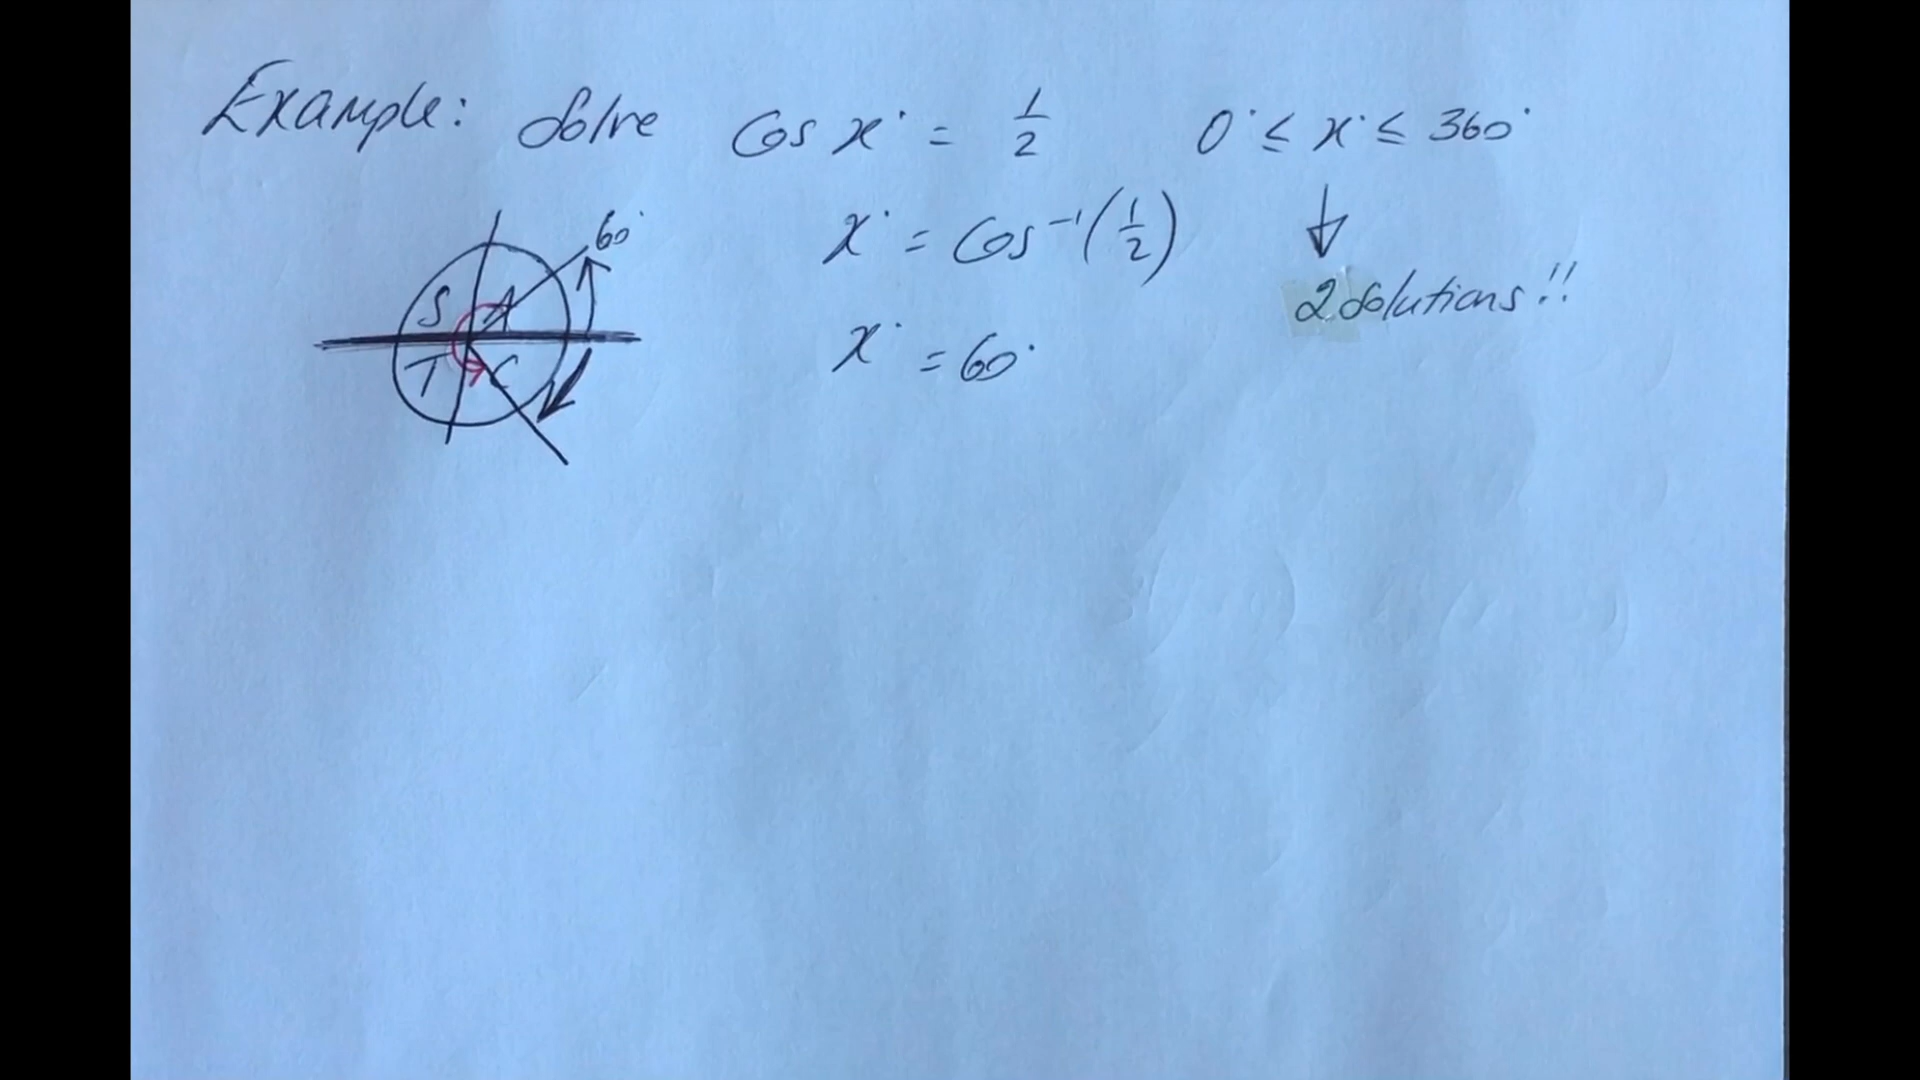 Example: Solve cos x° = 1/2 0° ≤ x° ≤ 360°
60°
x° = cos⁻¹(1/2)
2 Solutions!!
S A
T C
x° = 60°